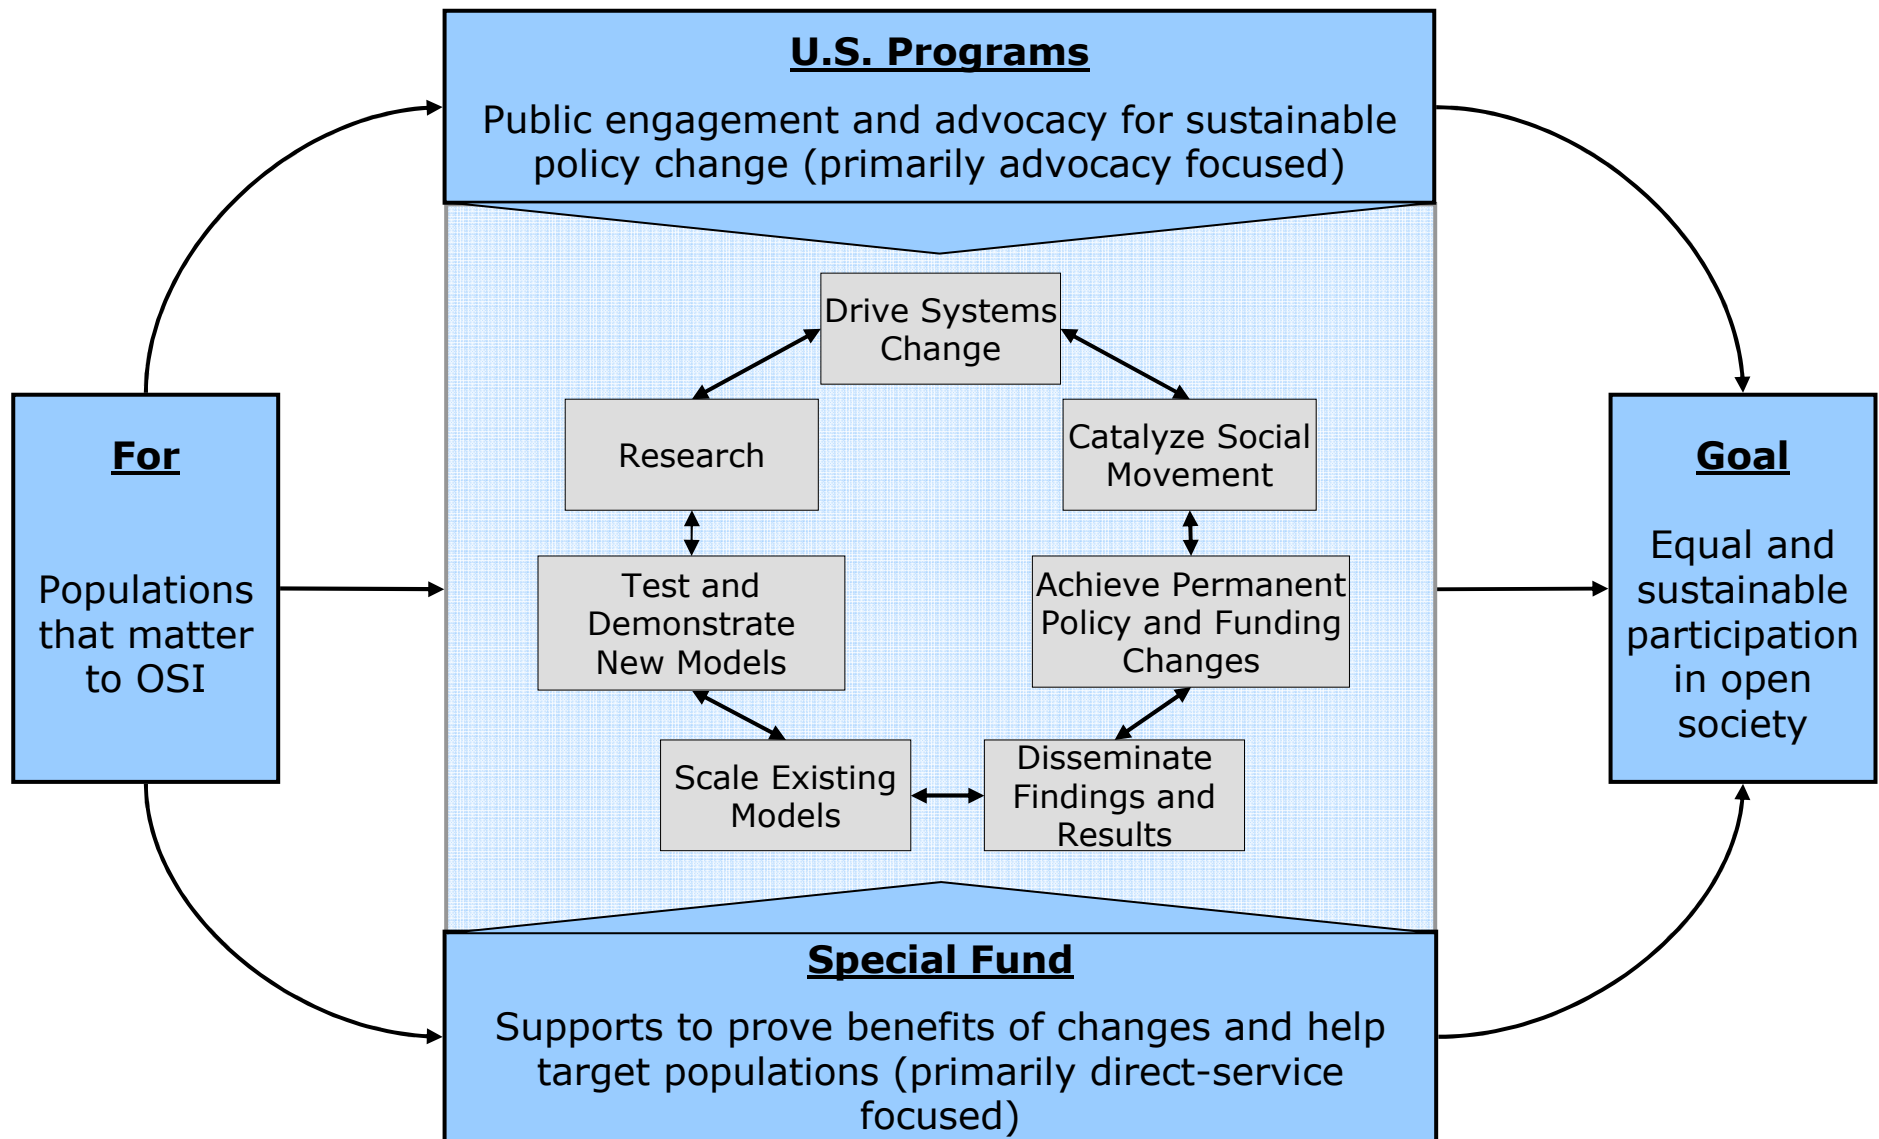 U.S. Programs
Public engagement and advocacy for sustainable
policy change (primarily advocacy focused)
Drive Systems
Change
Research
Catalyze Social
Movement
For
Populations
that matter
to OSI
Goal
Equal and
sustainable
participation
in open
society
Test and
Demonstrate
New Models
Achieve Permanent
Policy and Funding
Changes
Scale Existing
Models
Disseminate
Findings and
Results
Special Fund
Supports to prove benefits of changes and help
target populations (primarily direct-service
focused)